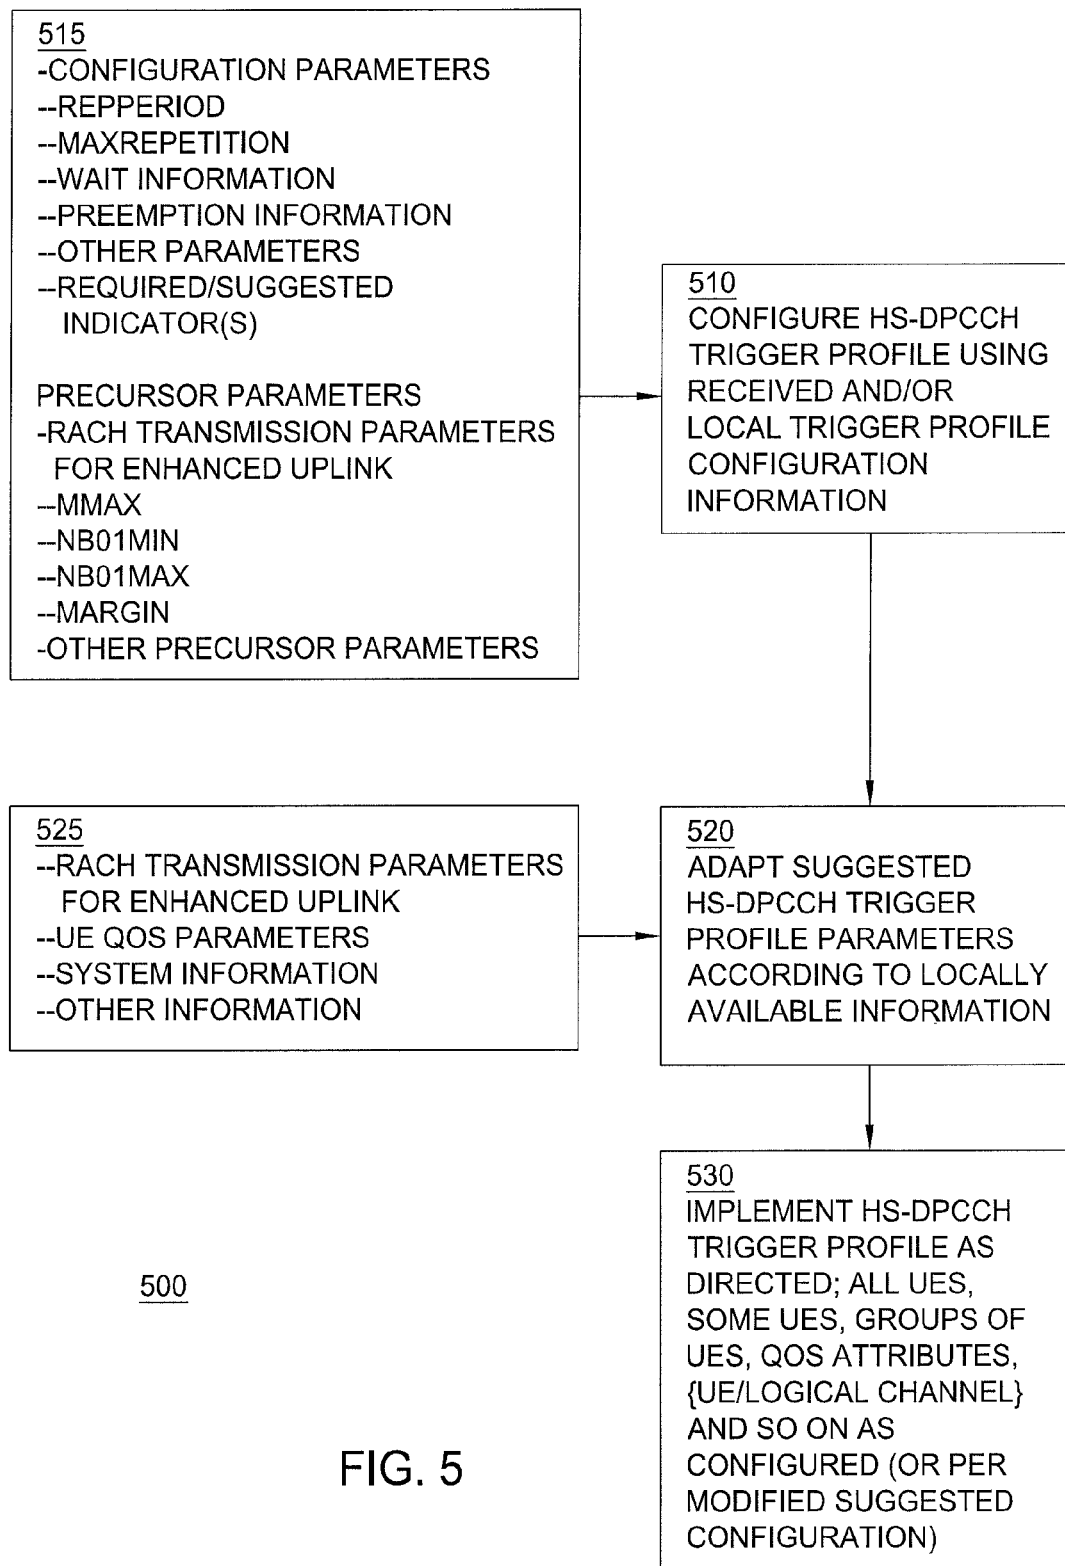 515
-CONFIGURATION PARAMETERS
--REPPERIOD
--MAXREPETITION
--WAIT INFORMATION
--PREEMPTION INFORMATION
--OTHER PARAMETERS
--REQUIRED/SUGGESTED
INDICATOR(S)
PRECURSOR PARAMETERS
-RACH TRANSMISSION PARAMETERS
FOR ENHANCED UPLINK
--MMAX
--NB01MIN
--NB01MAX
--MARGIN
-OTHER PRECURSOR PARAMETERS
510
CONFIGURE HS-DPCCH
TRIGGER PROFILE USING
RECEIVED AND/OR
LOCAL TRIGGER PROFILE
CONFIGURATION
INFORMATION
525
--RACH TRANSMISSION PARAMETERS
FOR ENHANCED UPLINK
--UE QOS PARAMETERS
--SYSTEM INFORMATION
--OTHER INFORMATION
520
ADAPT SUGGESTED
HS-DPCCH TRIGGER
PROFILE PARAMETERS
ACCORDING TO LOCALLY
AVAILABLE INFORMATION
530
IMPLEMENT HS-DPCCH
TRIGGER PROFILE AS
DIRECTED; ALL UES,
SOME UES, GROUPS OF
UES, QOS ATTRIBUTES,
{UE/LOGICAL CHANNEL}
AND SO ON AS
CONFIGURED (OR PER
MODIFIED SUGGESTED
CONFIGURATION)
500
FIG. 5